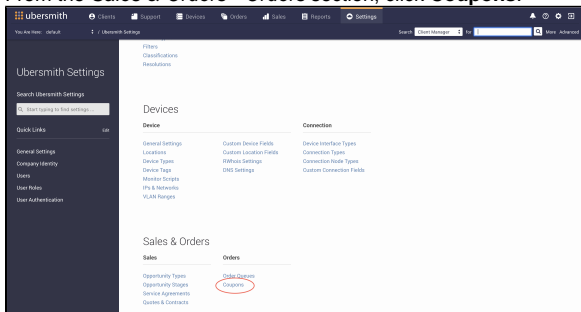 From the Sales & Orders - Orders section, click Coupons.
ubersmith
Clients
Support
Devices
Orders
Sales
Reports
Settings
You Are Here: default / Ubersmith Settings
Search Client Manager for
More Advanced
Filters
Classifications
Resolutions
Ubersmith Settings
Search Ubersmith Settings
Start typing to find settings ...
Quick Links
Edit
General Settings
Company Identity
Users
User Roles
User Authentication
Devices
Device
Connection
General Settings
Custom Device Fields
Device Interface Types
Locations
Custom Location Fields
Connection Types
Device Types
RWhois Settings
Connection Node Types
Device Tags
DNS Settings
Custom Connection Fields
Monitor Scripts
IPs & Networks
VLAN Ranges
Sales & Orders
Sales
Orders
Opportunity Types
Order Queues
Opportunity Stages
Coupons
Service Agreements
Quotes & Contracts